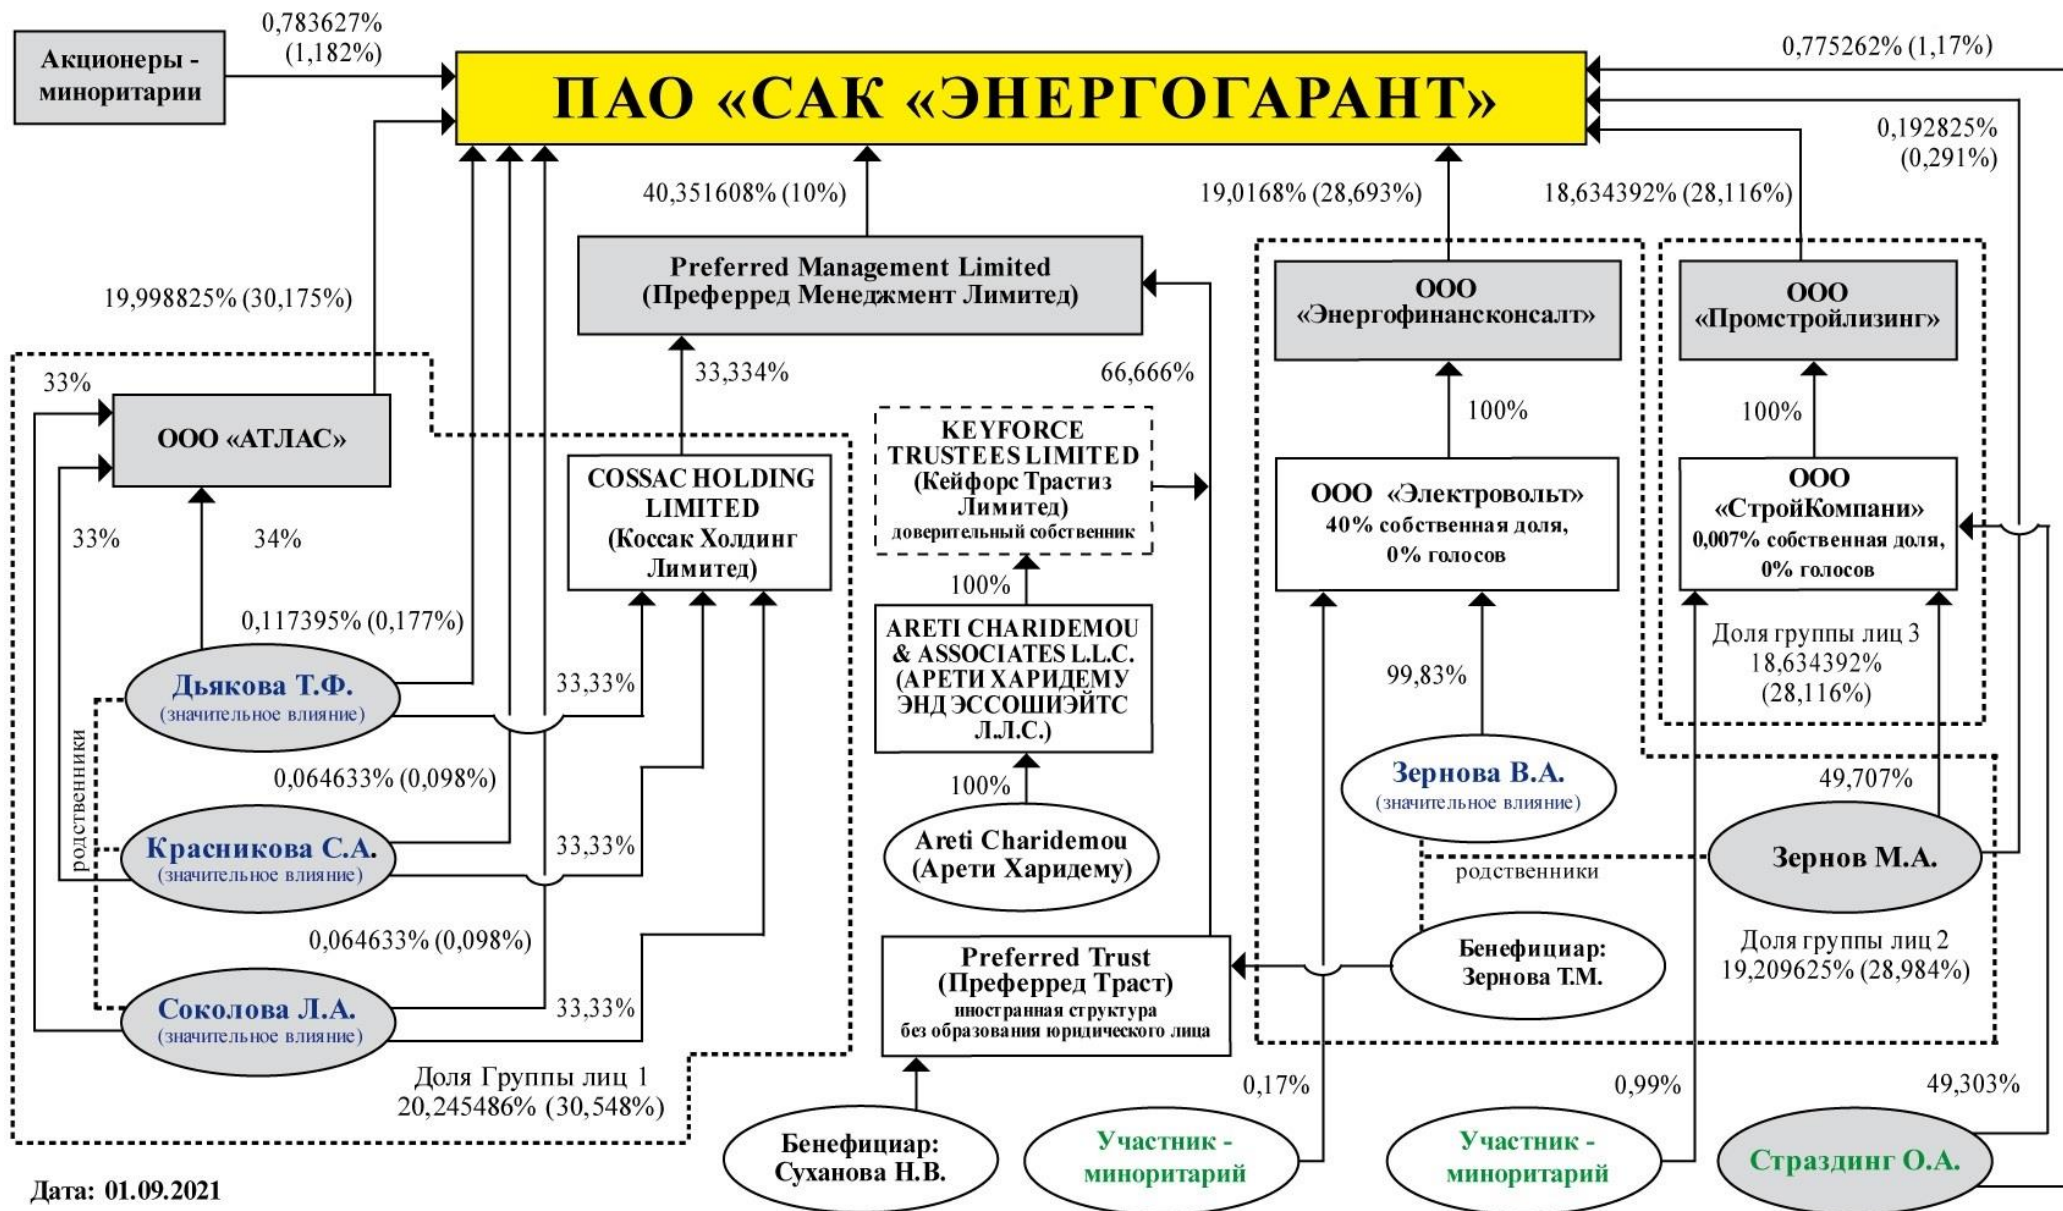 0,783627%
(1,182%)
Акционеры -
миноритарии
ПАО «САК «ЭНЕРГОГАРАНТ»
0,775262% (1,17%)
0,192825%
(0,291%)
40,351608% (10%)
19,0168% (28,693%)
18,634392% (28,116%)
Preferred Management Limited
(Преферред Менеджмент Лимитед)
ООО
«Энергофинансконсалт»
ООО
«Промстройлизинг»
19,998825% (30,175%)
33%
33,334%
66,666%
100%
100%
ООО «АТЛАС»
KEYFORCE
TRUSTEES LIMITED
(Кейфорс Трастиз
Лимитед)
доверительный собственник
COSSAC HOLDING
LIMITED
(Коссак Холдинг
Лимитед)
ООО «Электровольт»
40% собственная доля,
0% голосов
ООО
«СтройКомпани»
0,007% собственная доля,
0% голосов
33%
34%
100%
0,117395% (0,177%)
ARETI CHARIDEMOU
& ASSOCIATES L.L.C.
(АРЕТИ ХАРИДЕМУ
ЭНД ЭССОШИЭЙТС
Л.Л.С.)
Доля группы лиц 3
18,634392%
(28,116%)
Дьякова Т.Ф.
(значительное влияние)
33,33%
99,83%
родственники
0,064633% (0,098%)
100%
Зернова В.А.
(значительное влияние)
49,707%
Красникова С.А.
(значительное влияние)
33,33%
Areti Charidemou
(Арети Харидему)
родственники
Зернов М.А.
0,064633% (0,098%)
Preferred Trust
(Преферред Траст)
иностранная структура
без образования юридического лица
Бенефициар:
Зернова Т.М.
Доля группы лиц 2
19,209625% (28,984%)
Соколова Л.А.
(значительное влияние)
33,33%
Доля Группы лиц 1
20,245486% (30,548%)
0,17%
0,99%
49,303%
Бенефициар:
Суханова Н.В.
Участник -
миноритарий
Участник -
миноритарий
Страздинг О.А.
Дата: 01.09.2021